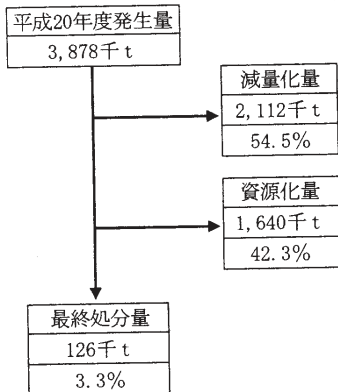 平成20年度発生量
3,878千t
減量化量
2,112千t
54.5%
資源化量
1,640千t
42.3%
最終処分量
126千t
3.3%